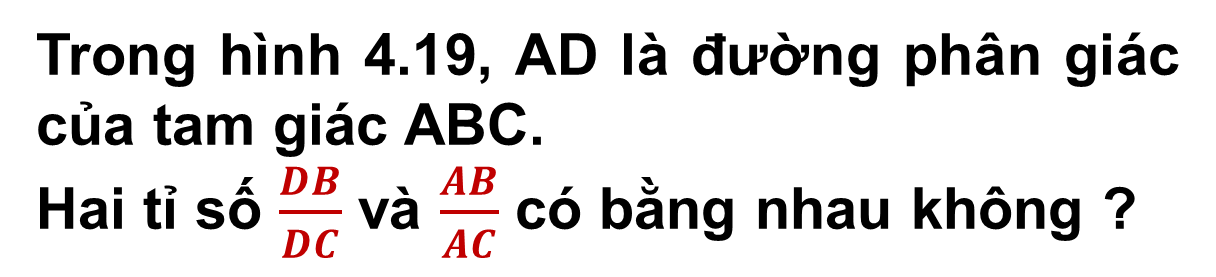 Trong hình 4.19, AD là đường phân giác
của tam giác ABC.
Hai tỉ số DB/DC và AB/AC có bằng nhau không ?